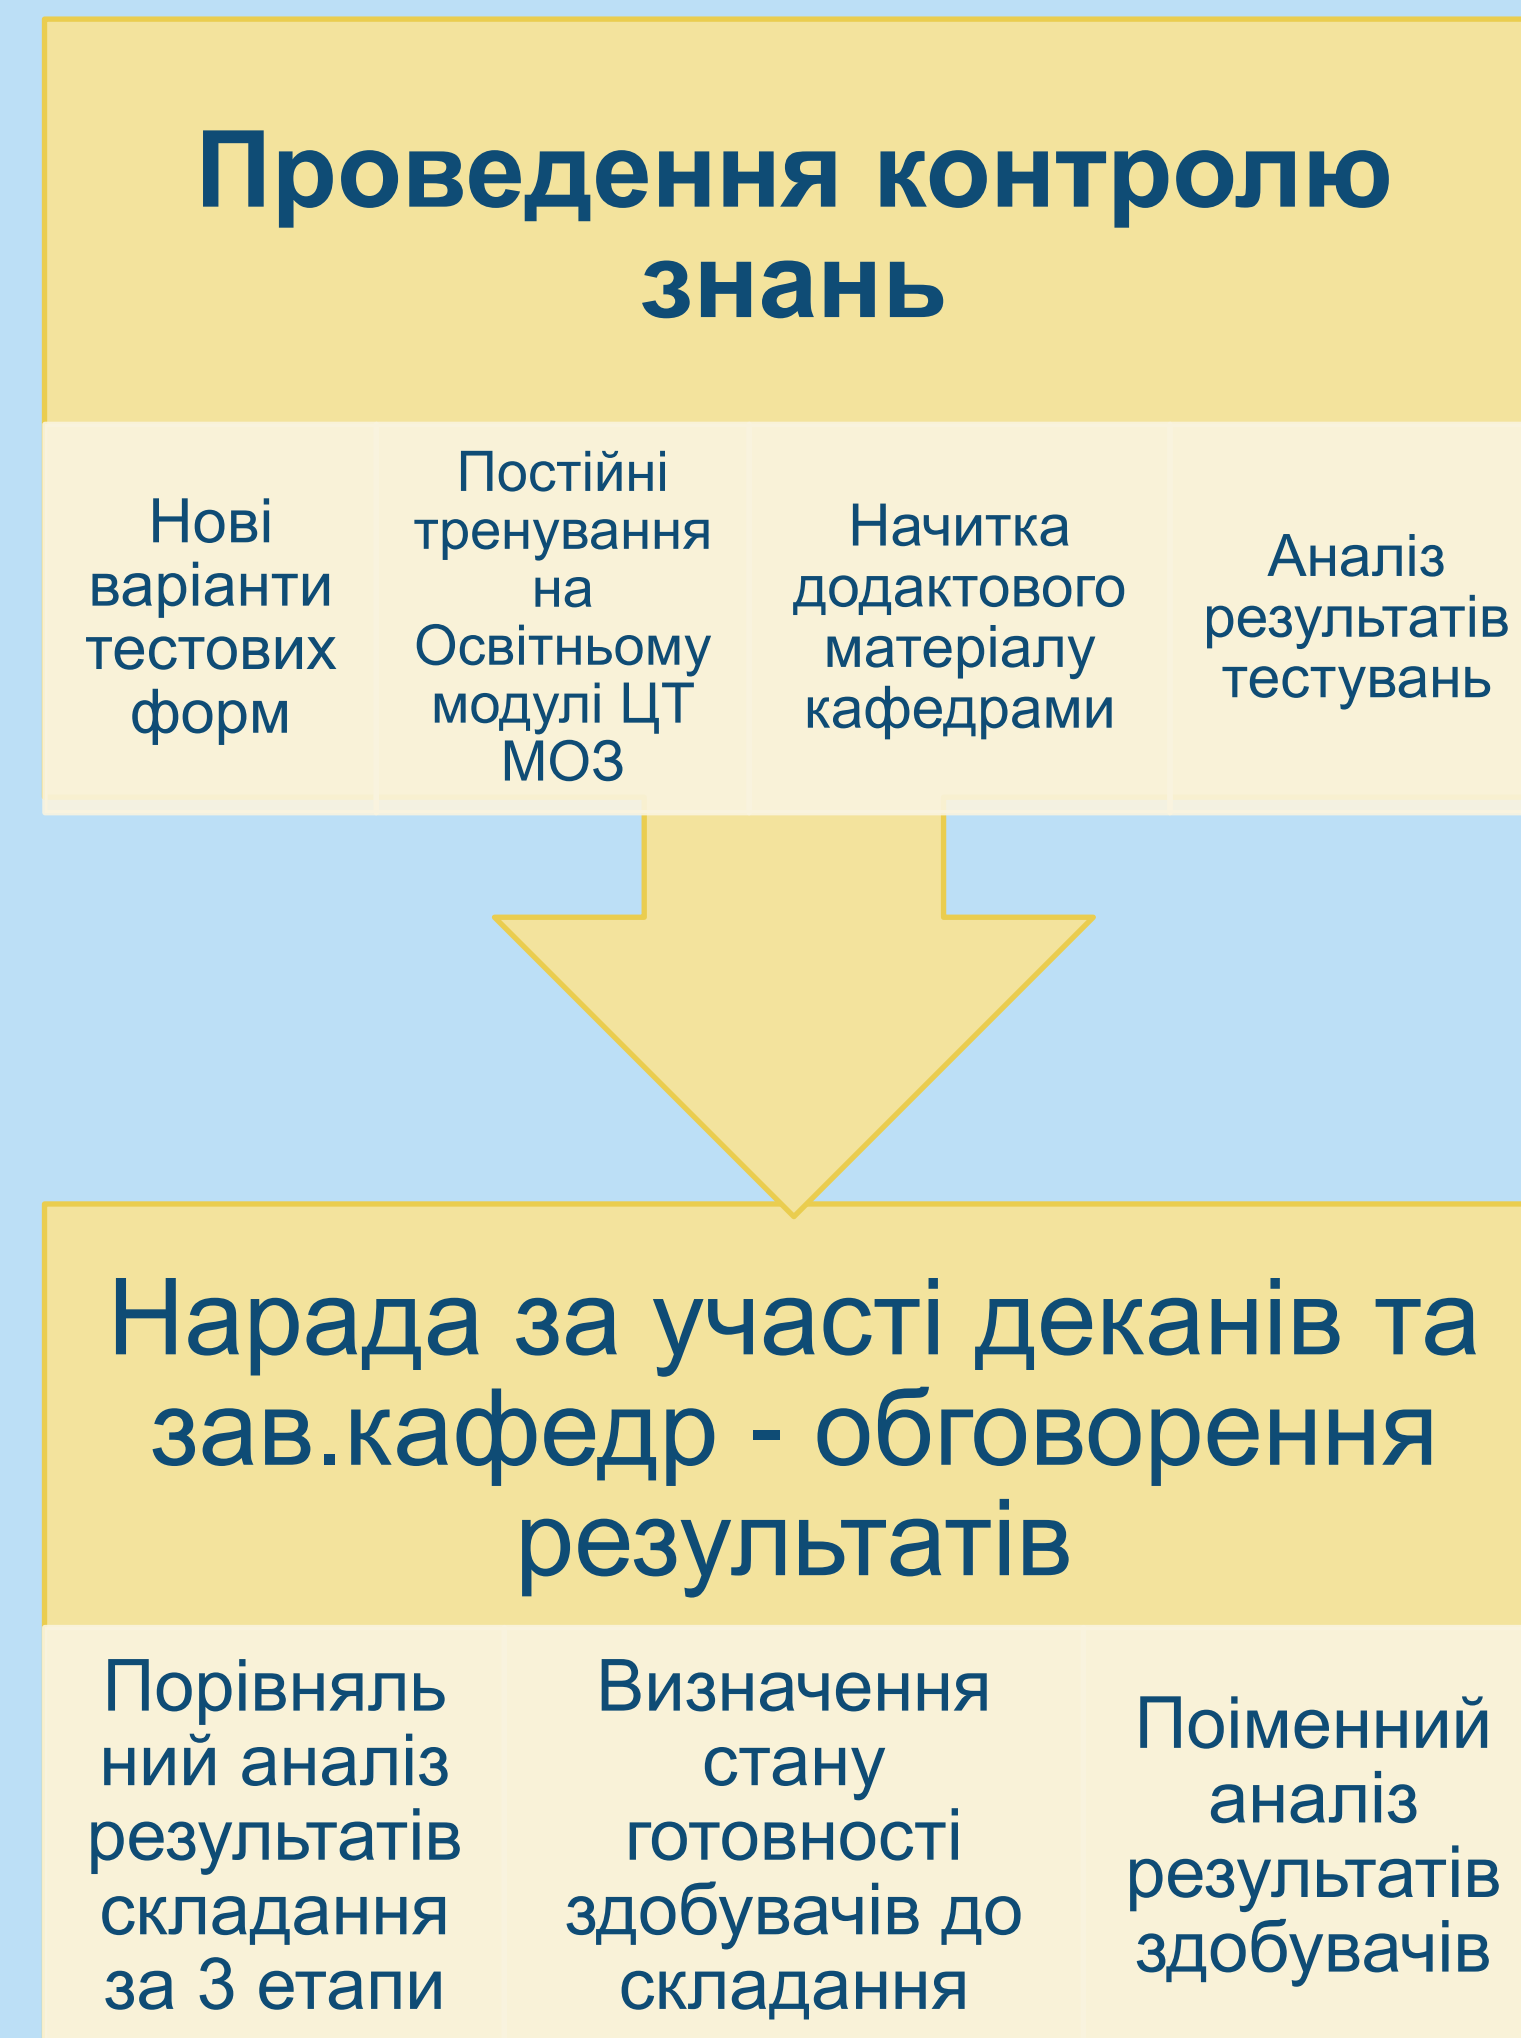 Проведення контролю
знань
Нові
варіанти
тестових
форм
Постійні
тренування
на
Освітньому
модулі ЦТ
МОЗ
Начитка
додактового
матеріалу
кафедрами
Аналіз
результатів
тестувань
Нарада за участі деканів та
зав.кафедр - обговорення
результатів
Порівняль
ний аналіз
результатів
складання
за 3 етапи
Визначення
стану
готовності
здобувачів до
складання
Поіменний
аналіз
результатів
здобувачів